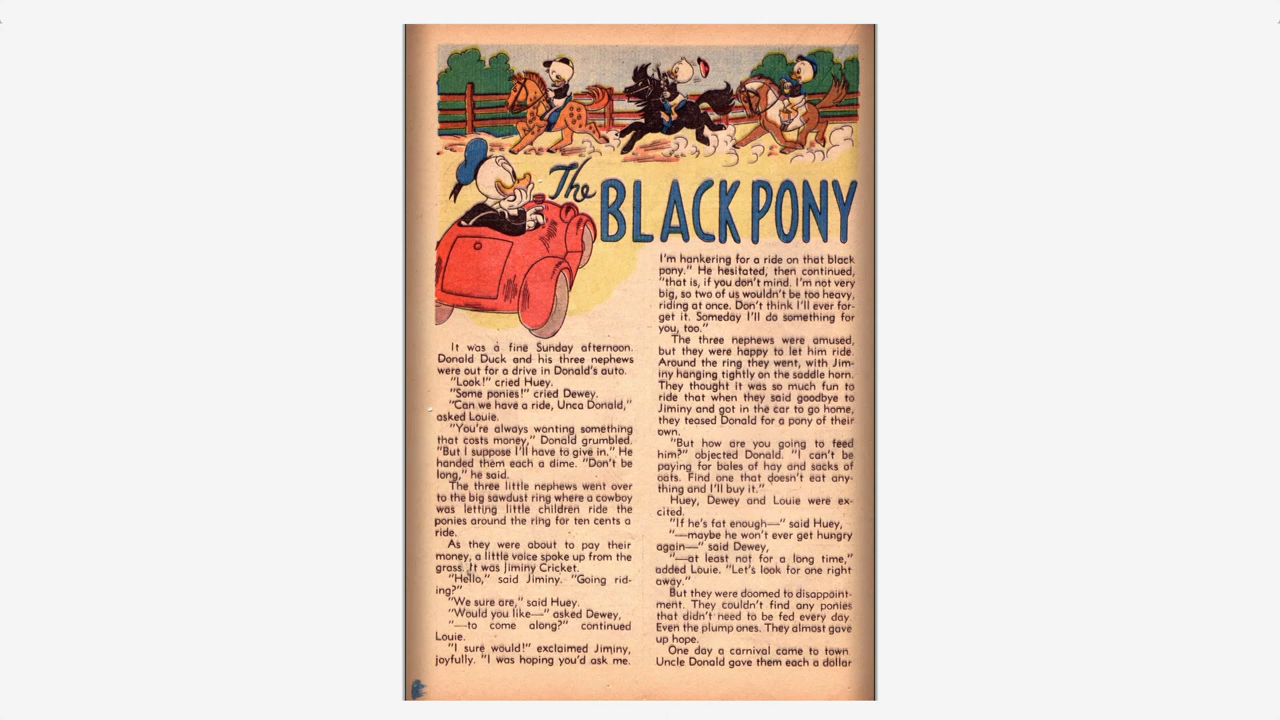 The BLACK PONY
It was a fine Sunday afternoon.
Donald Duck and his three nephews
were out for a drive in Donald's auto.
"Look!" cried Huey.
"Some ponies!" cried Dewey.
"Can we have a ride, Unca Donald,"
asked Louie.
"You're always wanting something
that costs money," Donald grumbled.
"But I suppose I'll have to give in." He
handed them each a dime. "Don't be
long," he said.
The three little nephews went over
to the big sawdust ring where a cowboy
was letting little children ride the
ponies around the ring for ten cents a
ride.
As they were about to pay their
money, a little voice spoke up from the
grass. It was Jiminy Cricket.
"Hello," said Jiminy. "Going rid-
ing?"
"We sure are," said Huey.
"Would you like—" asked Dewey,
"—to come along?" continued
Louie.
"I sure would!" exclaimed Jiminy,
joyfully. "I was hoping you'd ask me.
I'm hankering for a ride on that black
pony." He hesitated, then continued,
"that is, if you don't mind. I'm not very
big, so two of us wouldn't be too heavy,
riding at once. Don't think I'll ever for-
get it. Someday I'll do something for
you, too."
The three nephews were amused,
but they were happy to let him ride.
Around the ring they went, with Jim-
iny hanging tightly on the saddle horn.
They thought it was so much fun to
ride that when they said goodbye to
Jiminy and got in the car to go home,
they teased Donald for a pony of their
own.
"But how are you going to feed
him?" objected Donald. "I can't be
paying for bales of hay and sacks of
oats. Find one that doesn't eat any-
thing and I'll buy it."
Huey, Dewey and Louie were ex-
cited.
"If he's fat enough—" said Huey,
"—maybe he won't ever get hungry
again—" said Dewey,
"—at least not for a long time,"
added Louie. "Let's look for one right
away."
But they were doomed to disappoint-
ment. They couldn't find any ponies
that didn't need to be fed every day.
Even the plump ones. They almost gave
up hope.
One day a carnival came to town.
Uncle Donald gave them each a dollar